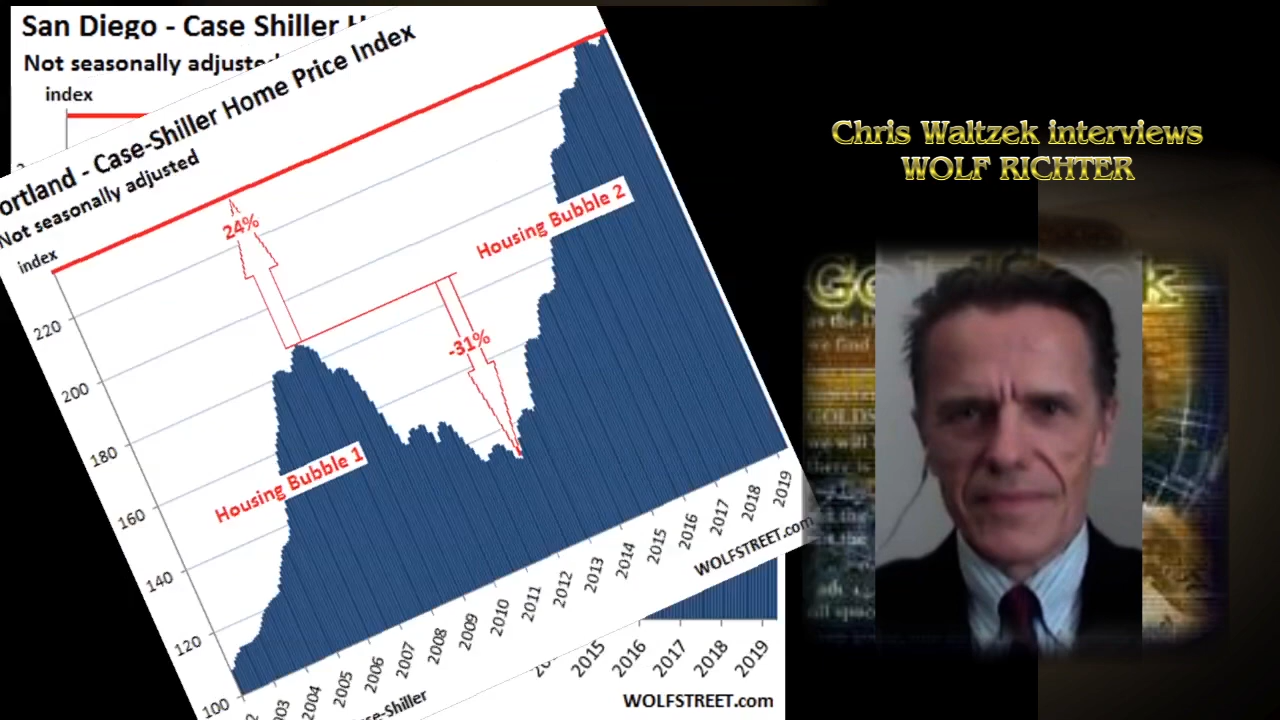 San Diego - Case Shiller
Not seasonally
index
- Case-Shiller Home Price Index
Not seasonally adjusted
index
24%
-31%
Housing Bubble 1
Housing Bubble 2
220
200
180
160
140
120
100
2004
2005
2006
2007
2008
2009
2010
2011
2012
2013
2014
2015
2016
2017
2018
2019
WOLFSTREET.com
2015
2016
2017
2018
2019
WOLFSTREET.com
Chris Waltzek interviews
WOLF RICHTER